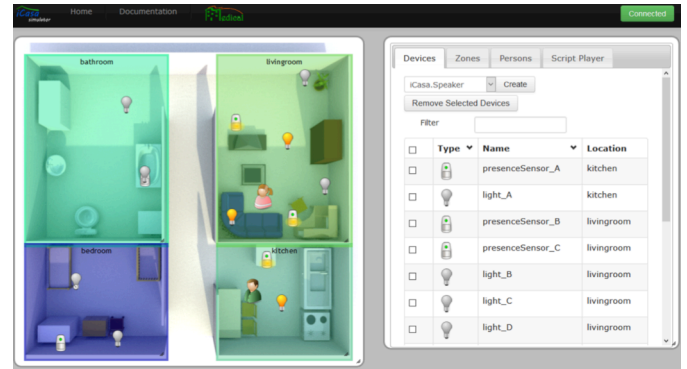 iCasa
simulator
Home
Documentation
Medical
Connected
bathroom
livingroom
bedroom
kitchen
Devices
Zones
Persons
Script Player
iCasa.Speaker
Create
Remove Selected Devices
Filter
Type Name Location
presenceSensor_A kitchen
light_A kitchen
presenceSensor_B livingroom
presenceSensor_C livingroom
light_B livingroom
light_C livingroom
light_D livingroom